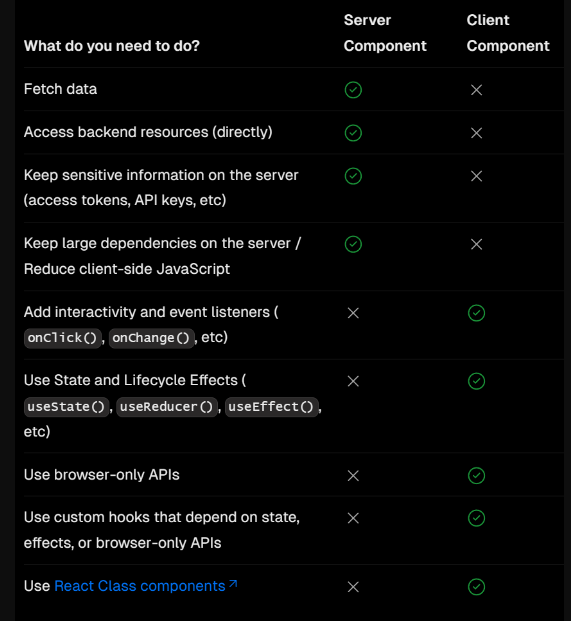 Server Component
Client Component
What do you need to do?
Fetch data
Access backend resources (directly)
Keep sensitive information on the server
(access tokens, API keys, etc)
Keep large dependencies on the server /
Reduce client-side JavaScript
Add interactivity and event listeners (
onClick(), onChange(), etc)
Use State and Lifecycle Effects (
useState(), useReducer(), useEffect(),
etc)
Use browser-only APIs
Use custom hooks that depend on state,
effects, or browser-only APIs
Use React Class components